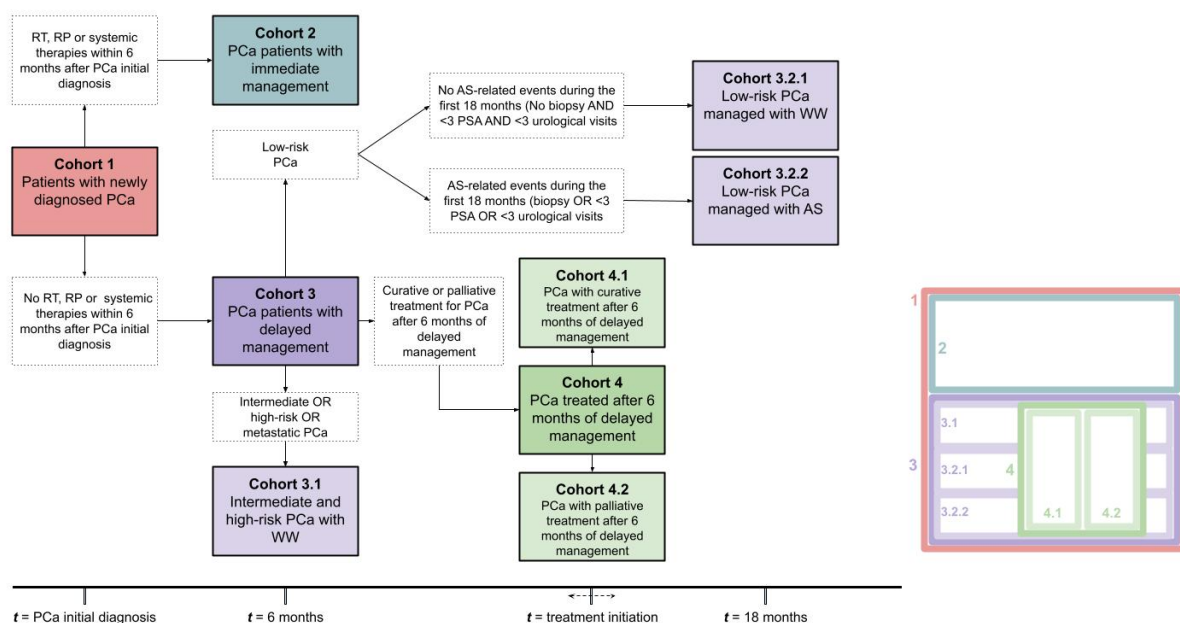 RT, RP or systemic
therapies within 6
months after PCa initial
diagnosis
Cohort 2
PCa patients with
immediate
management
No AS-related events during the
first 18 months (No biopsy AND
<3 PSA AND <3 urological visits
Cohort 3.2.1
Low-risk PCa
managed with WW
Cohort 1
Patients with newly
diagnosed PCa
Low-risk
PCa
AS-related events during the
first 18 months (biopsy OR <3
PSA OR <3 urological visits
Cohort 3.2.2
Low-risk PCa
managed with AS
No RT, RP or  systemic
therapies within 6
months after PCa initial
diagnosis
Cohort 3
PCa patients with
delayed
management
Curative or palliative
treatment for PCa
after 6 months of
delayed
management
Cohort 4.1
PCa with curative
treatment after 6
months of delayed
management
Cohort 4
PCa treated after 6
months of delayed
management
Intermediate OR
high-risk OR
metastatic PCa
Cohort 3.1
Intermediate and
high-risk PCa with
WW
Cohort 4.2
PCa with palliative
treatment after 6
months of delayed
management
1
2
3.1
3
3.2.1
4
3.2.2
4.1
4.2
t = PCa initial diagnosis
t = 6 months
t = treatment initiation
t = 18 months